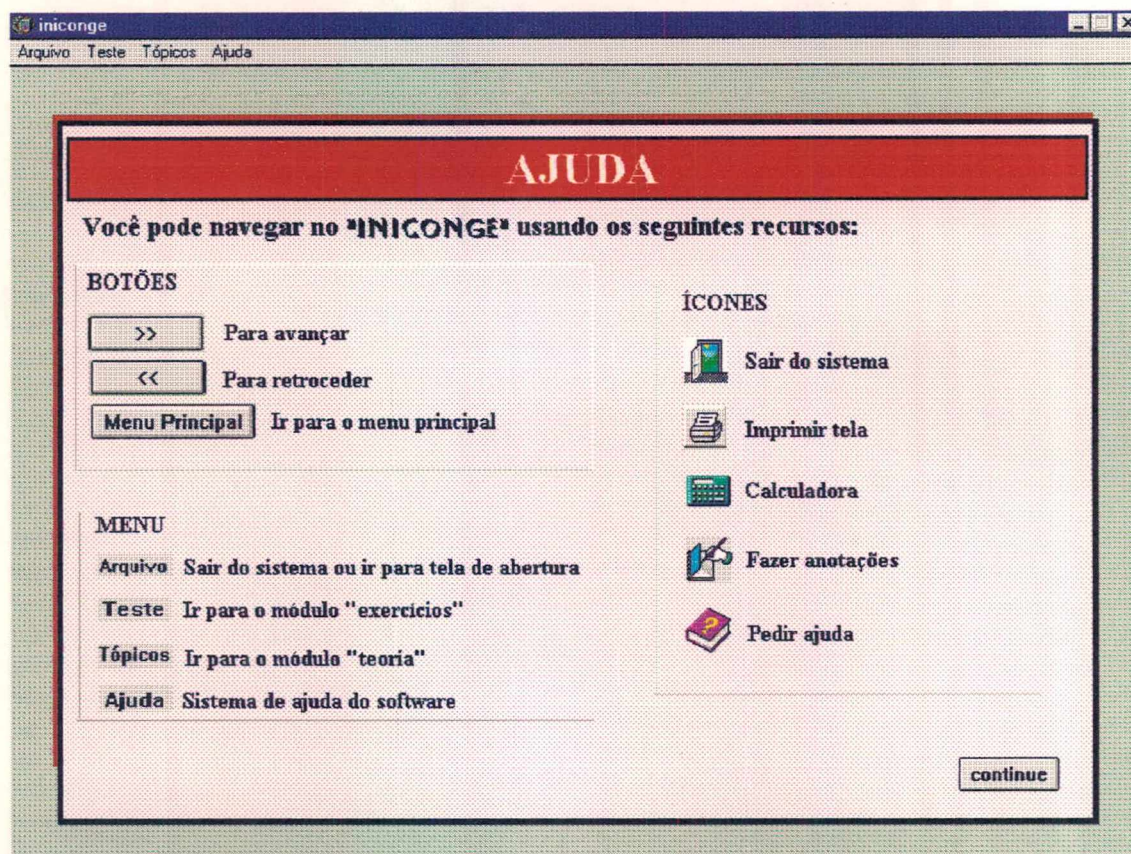 iniconge
Arquivo Teste Tópicos Ajuda
AJUDA
Você pode navegar no "INICONGE" usando os seguintes recursos:
BOTÕES
>> Para avançar
<< Para retroceder
Menu Principal Ir para o menu principal
MENU
Arquivo Sair do sistema ou ir para tela de abertura
Teste Ir para o módulo "exercícios"
Tópicos Ir para o módulo "teoria"
Ajuda Sistema de ajuda do software
ÍCONES
Sair do sistema
Imprimir tela
Calculadora
Fazer anotações
Pedir ajuda
continue